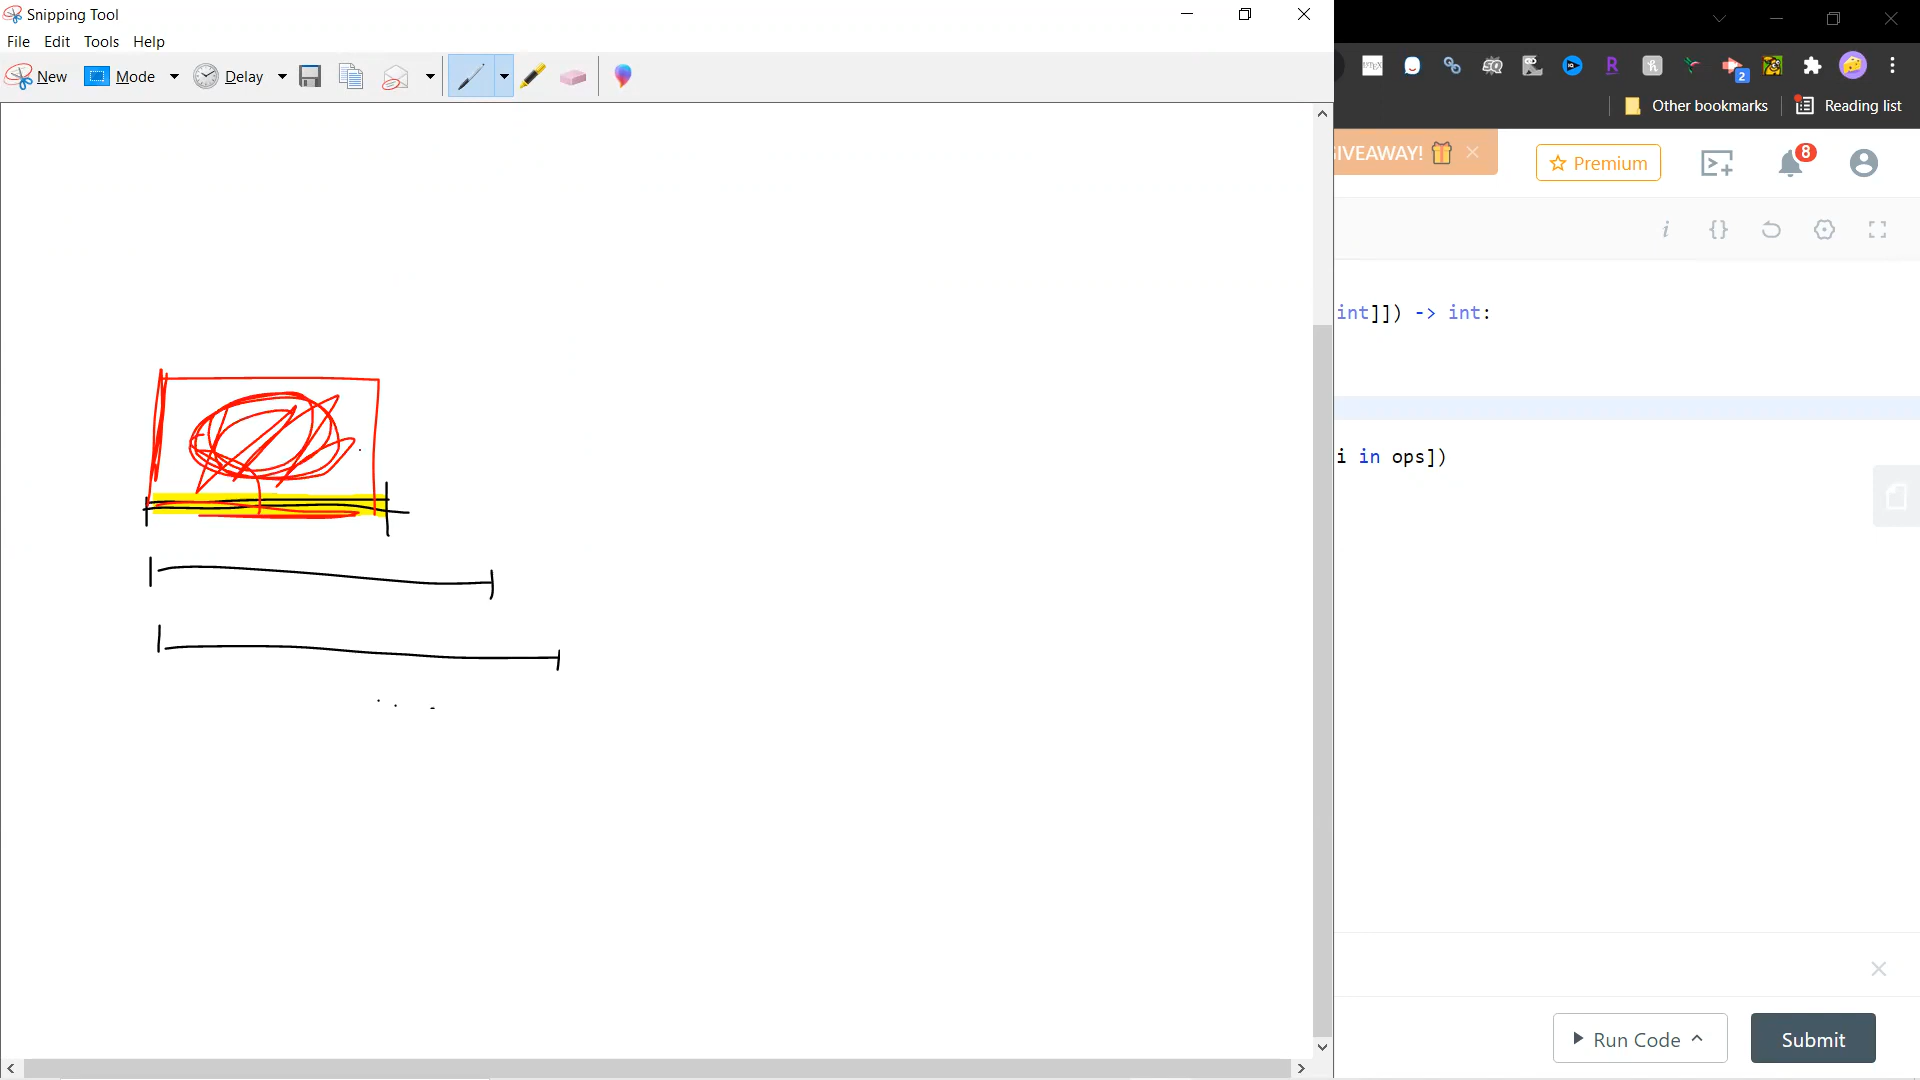 Snipping Tool
File Edit Tools Help
New Mode Delay
2
Other bookmarks Reading list
IVEAWAY!
Premium
8
i {}
int]]) -> int:
i in ops])
Run Code Submit